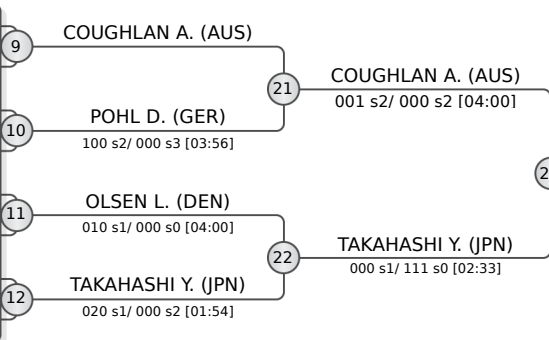 9
COUGHLAN A. (AUS)
21
COUGHLAN A. (AUS)
001 s2/ 000 s2 [04:00]
10
POHL D. (GER)
100 s2/ 000 s3 [03:56]
11
OLSEN L. (DEN)
010 s1/ 000 s0 [04:00]
22
TAKAHASHI Y. (JPN)
000 s1/ 111 s0 [02:33]
12
TAKAHASHI Y. (JPN)
020 s1/ 000 s2 [01:54]